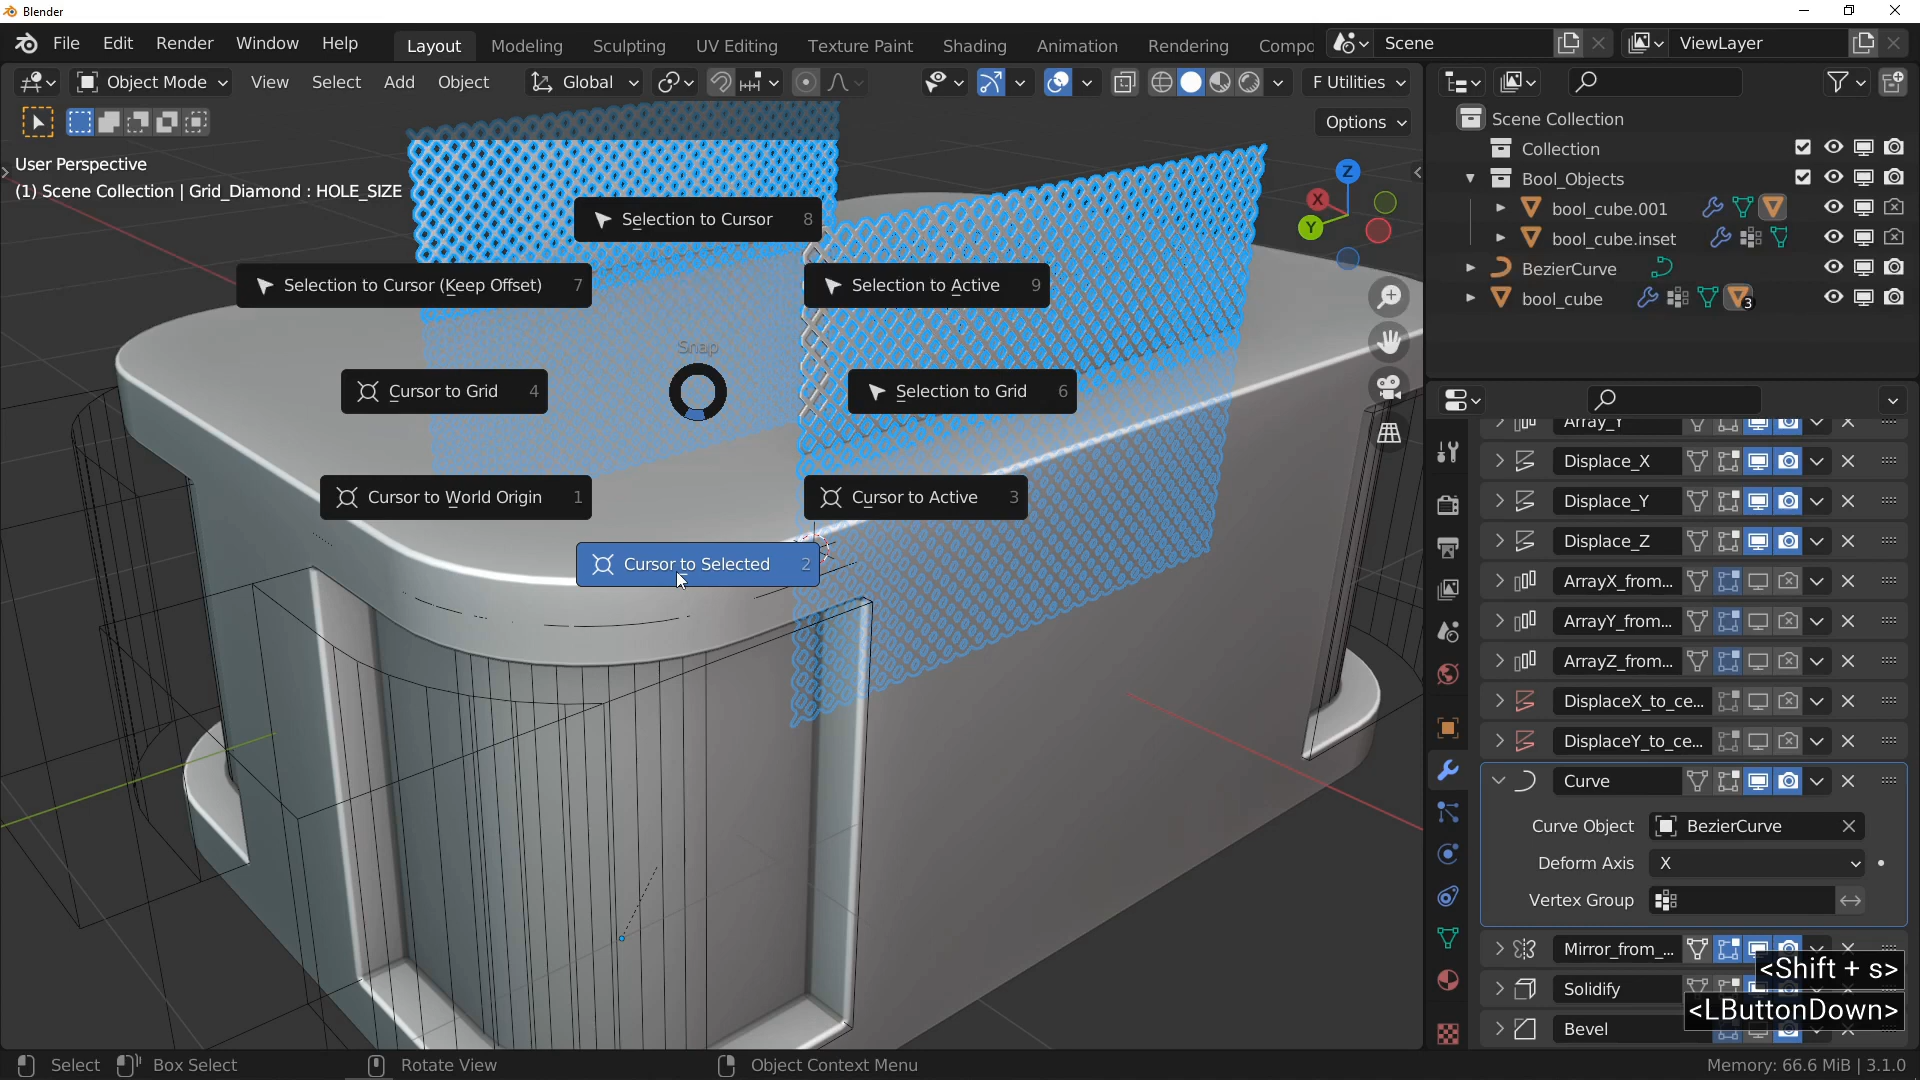 Blender
File Edit Render Window Help Layout Modeling Sculpting UV Editing Texture Paint Shading Animation Rendering Compo Scene ViewLayer
Object Mode View Select Add Object Global F Utilities
Options
User Perspective
(1) Scene Collection | Grid_Diamond : HOLE_SIZE
Z
X
Y
Selection to Cursor 8
Selection to Cursor (Keep Offset) 7
Selection to Active 9
Snap
Cursor to Grid 4
Selection to Grid 6
Cursor to World Origin 1
Cursor to Active 3
Cursor to Selected 2
Scene Collection
Collection
Bool_Objects
bool_cube.001
bool_cube.inset
BezierCurve
bool_cube 3
Array_Y
Displace_X
Displace_Y
Displace_Z
ArrayX_from...
ArrayY_from...
ArrayZ_from...
DisplaceX_to_ce...
DisplaceY_to_ce...
Curve
Curve Object BezierCurve
Deform Axis X
Vertex Group
Mirror_from_...
Solidify
Bevel
<Shift + s>
<LButtonDown>
Select Box Select Rotate View Object Context Menu Memory: 66.6 MiB | 3.1.0